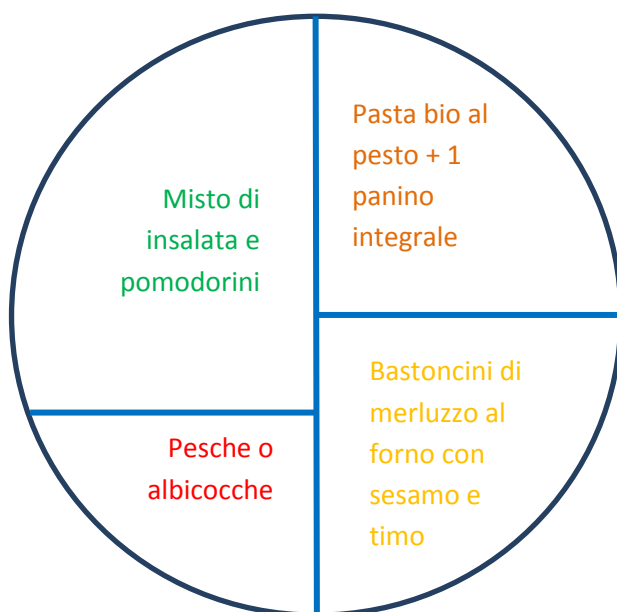 Misto di
insalata e
pomodorini
Pasta bio al
pesto + 1
panino
integrale
Pesche o
albicocche
Bastoncini di
merluzzo al
forno con
sesamo e
timo